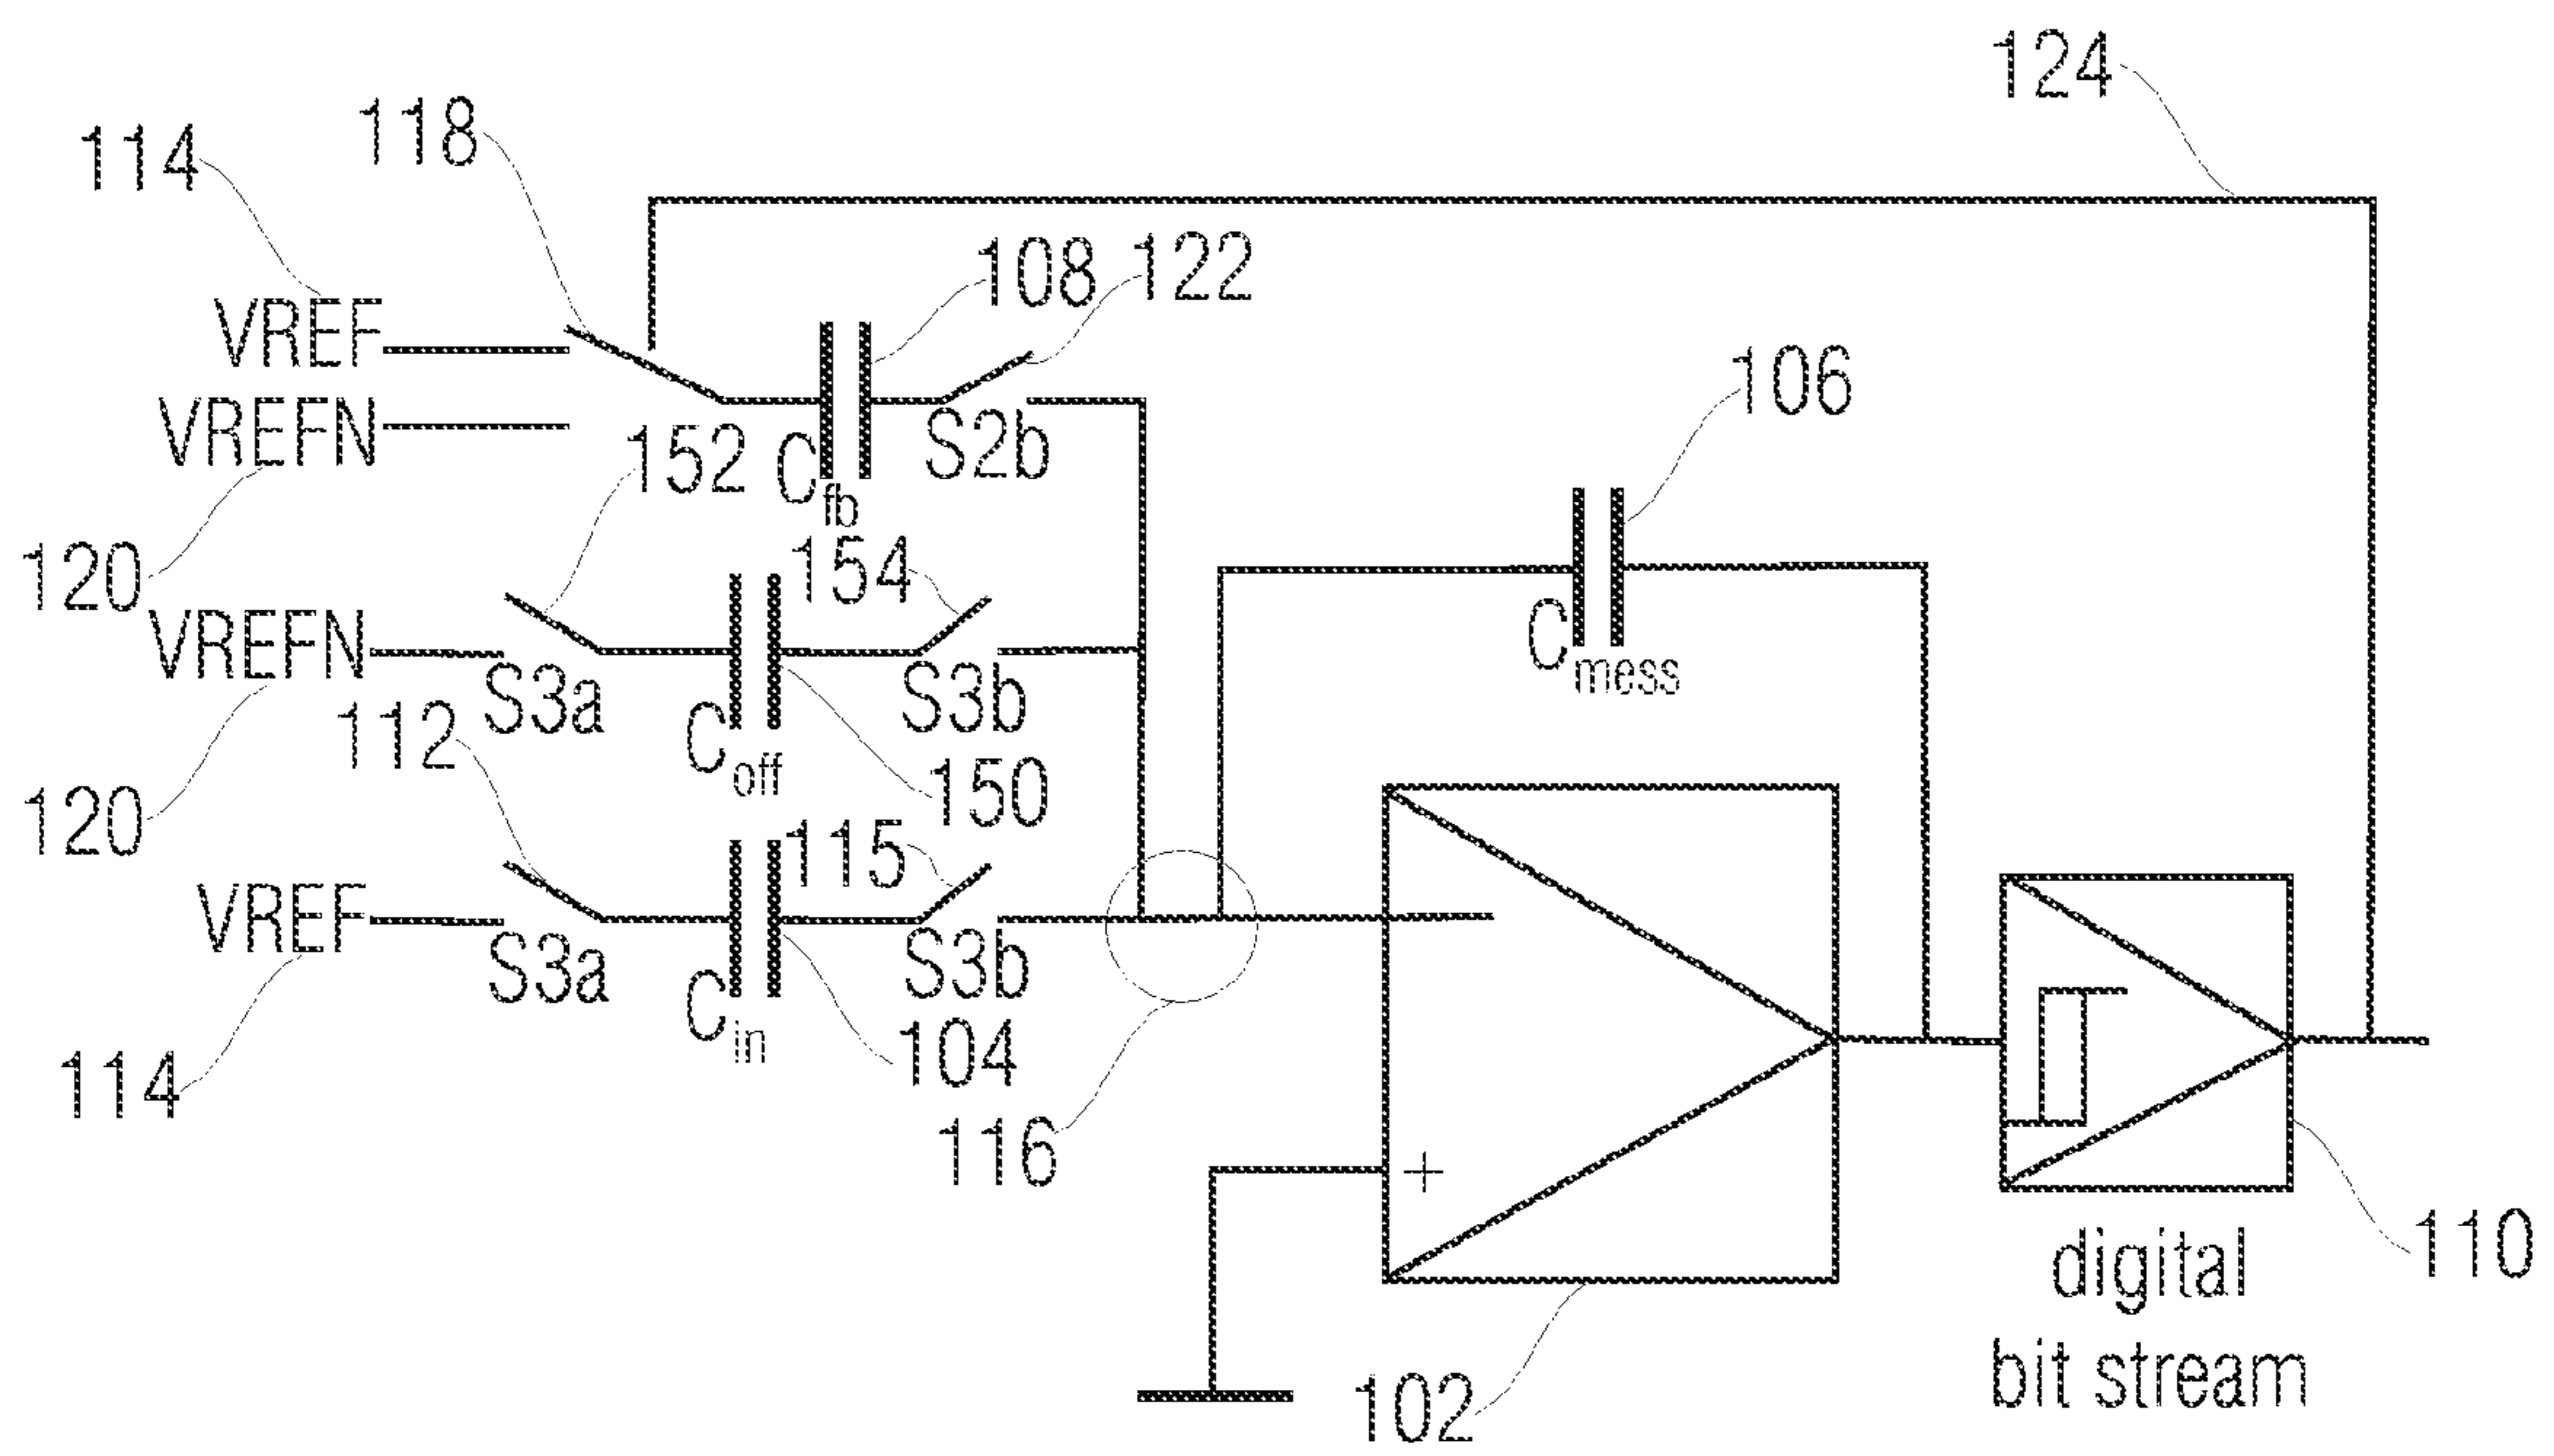 124
118
114
108 122
VREF
106
VREFN
152
Cfb
S2b
154
120
VREFN
Cmess
S3a
S3b
112
Coff
150
120
115
VREF
S3a
S3b
Cin
104
114
116
+
110
digital
bit stream
102